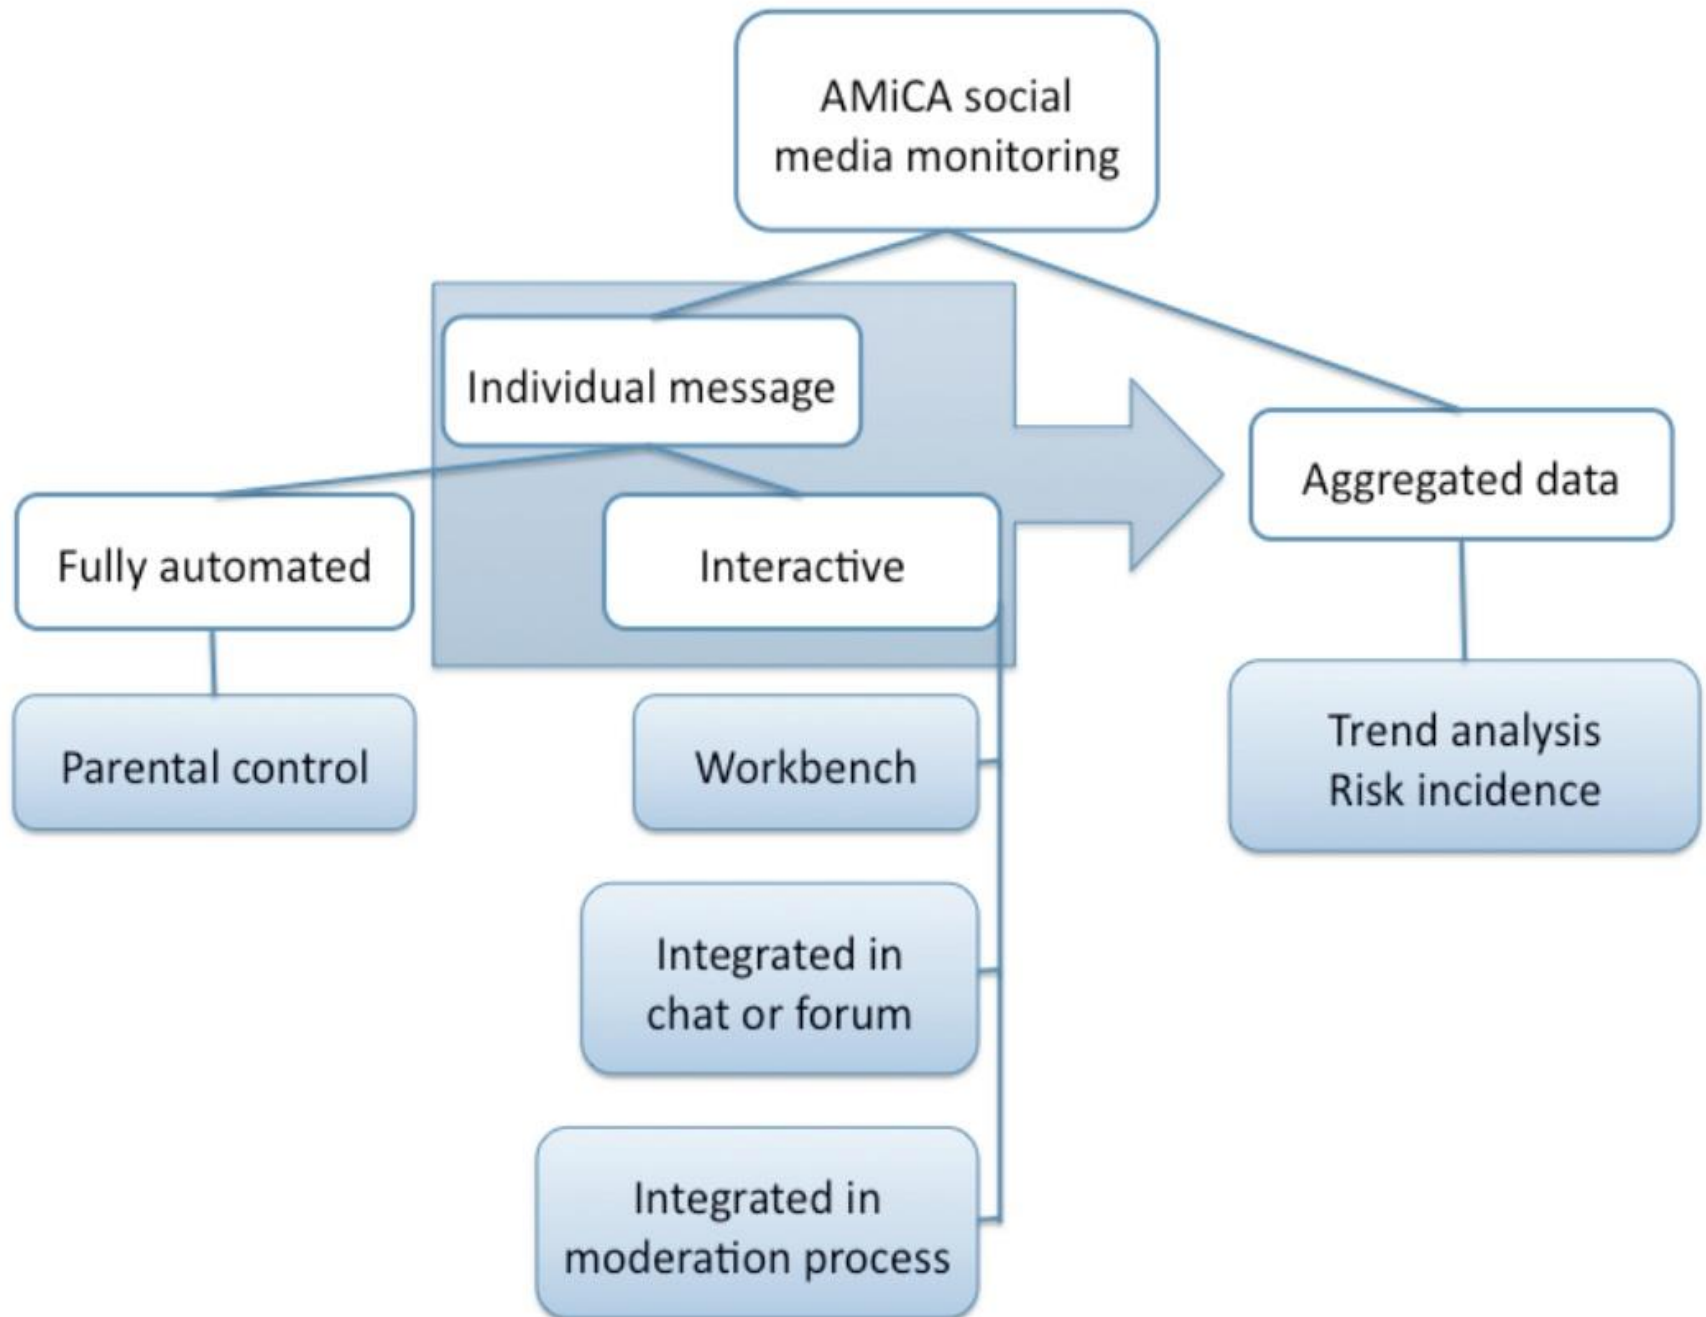 AMiCA social
media monitoring
Individual message
Aggregated data
Fully automated
Interactive
Parental control
Workbench
Trend analysis
Risk incidence
Integrated in
chat or forum
Integrated in
moderation process